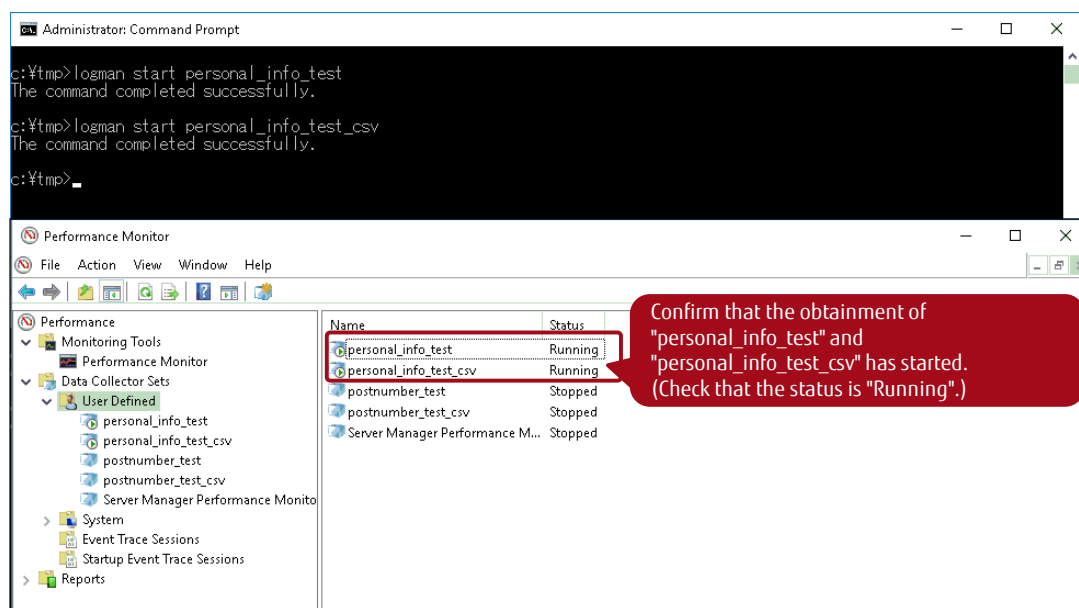 Administrator: Command Prompt
c:¥tmp>logman start personal_info_test
The command completed successfully.
c:¥tmp>logman start personal_info_test_csv
The command completed successfully.
c:¥tmp>
Performance Monitor
File Action View Window Help
Performance
Monitoring Tools
Performance Monitor
Data Collector Sets
User Defined
personal_info_test
personal_info_test_csv
postnumber_test
postnumber_test_csv
Server Manager Performance Monito
System
Event Trace Sessions
Startup Event Trace Sessions
Reports
Name Status
personal_info_test Running
personal_info_test_csv Running
postnumber_test Stopped
postnumber_test_csv Stopped
Server Manager Performance M... Stopped
Confirm that the obtainment of
"personal_info_test" and
"personal_info_test_csv" has started.
(Check that the status is "Running".)